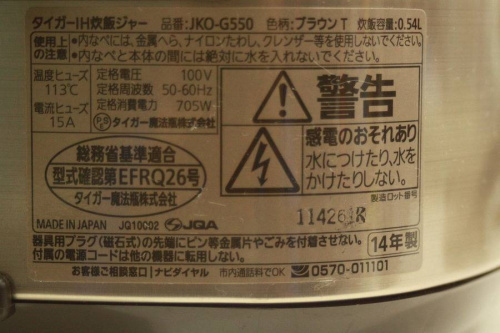 タイガーIH炊飯ジャー 品番:JKO-G550 色柄:ブラウン T 炊飯容量:0.54L
使用上の注意
•内なべには、金属へら、ナイロンたわし、クレンザー等を使用しないでください。
•内なべと本体の間には絶対に水を入れないでください。
温度ヒューズ 113℃
電流ヒューズ 15A
定格電圧 100V
定格周波数 50-60Hz
定格消費電力 705W
PSE タイガー魔法瓶株式会社
警告
感電のおそれあり
水につけたり、水を
かけたりしない。
総務省基準適合
型式確認第EFRQ26号
タイガー魔法瓶株式会社
製造ロット番号
114261R
MADE IN JAPAN JQ10C02 JQA
器具用プラグ(磁石式)の先端にピン等金属片やごみを付着させない。
付属の電源コードは他の機器に転用しない。
14年製
お客様ご相談窓口 ナビダイヤル 市内通話料でOK 0570-011101